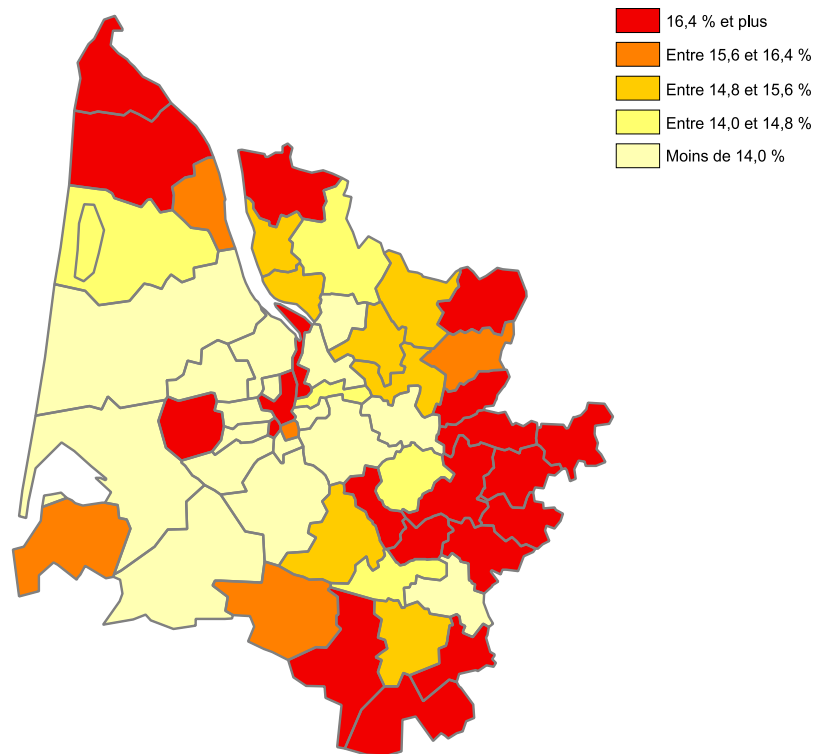 16,4 % et plus
Entre 15,6 et 16,4 %
Entre 14,8 et 15,6 %
Entre 14,0 et 14,8 %
Moins de 14,0 %